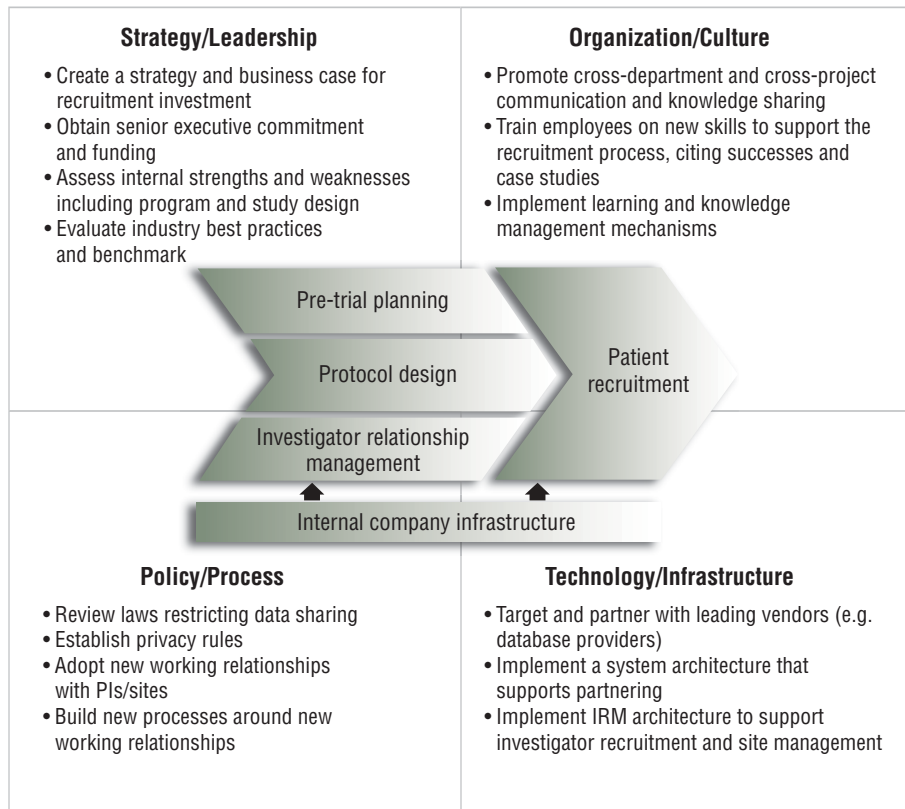 Strategy/Leadership
• Create a strategy and business case for
recruitment investment
• Obtain senior executive commitment
and funding
• Assess internal strengths and weaknesses
including program and study design
• Evaluate industry best practices
and benchmark
Organization/Culture
• Promote cross-department and cross-project
communication and knowledge sharing
• Train employees on new skills to support the
recruitment process, citing successes and
case studies
• Implement learning and knowledge
management mechanisms
Pre-trial planning
Protocol design
Investigator relationship
management
Patient
recruitment
Internal company infrastructure
Policy/Process
• Review laws restricting data sharing
• Establish privacy rules
• Adopt new working relationships
with PIs/sites
• Build new processes around new
working relationships
Technology/Infrastructure
• Target and partner with leading vendors (e.g.
database providers)
• Implement a system architecture that
supports partnering
• Implement IRM architecture to support
investigator recruitment and site management